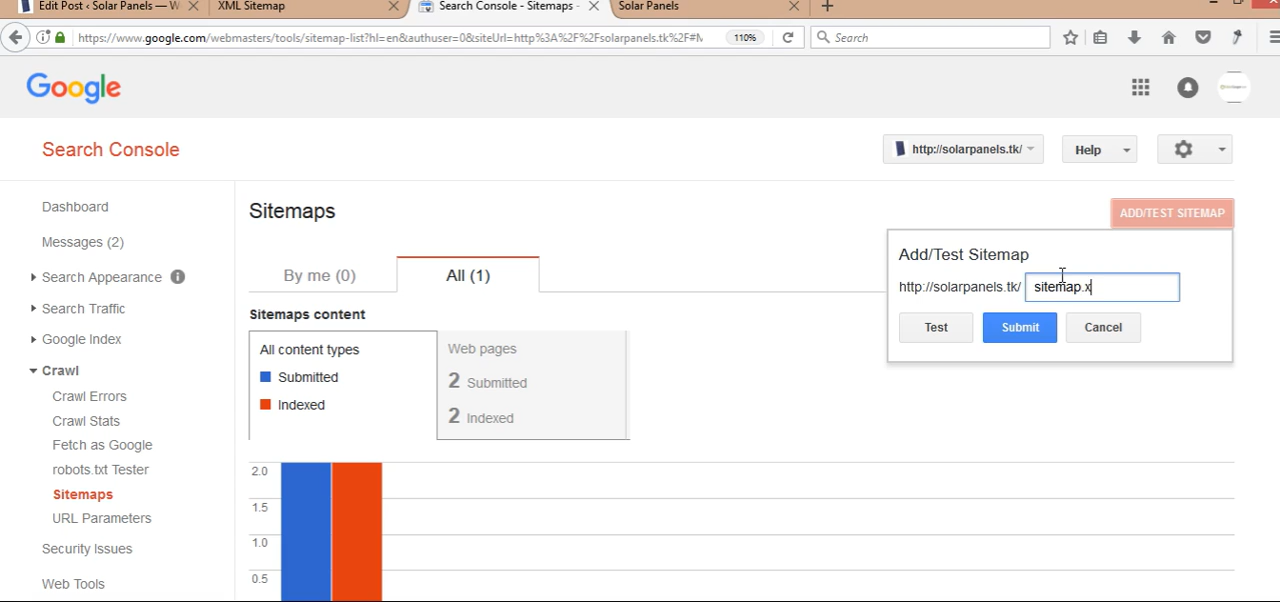 Edit Post ‹ Solar Panels — W
XML Sitemap
Search Console - Sitemaps -
Solar Panels
https://www.google.com/webmasters/tools/sitemap-list?hl=en&authuser=0&siteUrl=http%3A%2F%2Fsolarpanels.tk%2F#M
110%
Search
Google
Search Console
http://solarpanels.tk/
Help
Dashboard
Messages (2)
Search Appearance
Search Traffic
Google Index
Crawl
Crawl Errors
Crawl Stats
Fetch as Google
robots.txt Tester
Sitemaps
URL Parameters
Security Issues
Web Tools
Sitemaps
ADD/TEST SITEMAP
Add/Test Sitemap
http://solarpanels.tk/ sitemap.x
Test Submit Cancel
By me (0) All (1)
Sitemaps content
All content types
Submitted
Indexed
Web pages
2 Submitted
2 Indexed
2.0
1.5
1.0
0.5